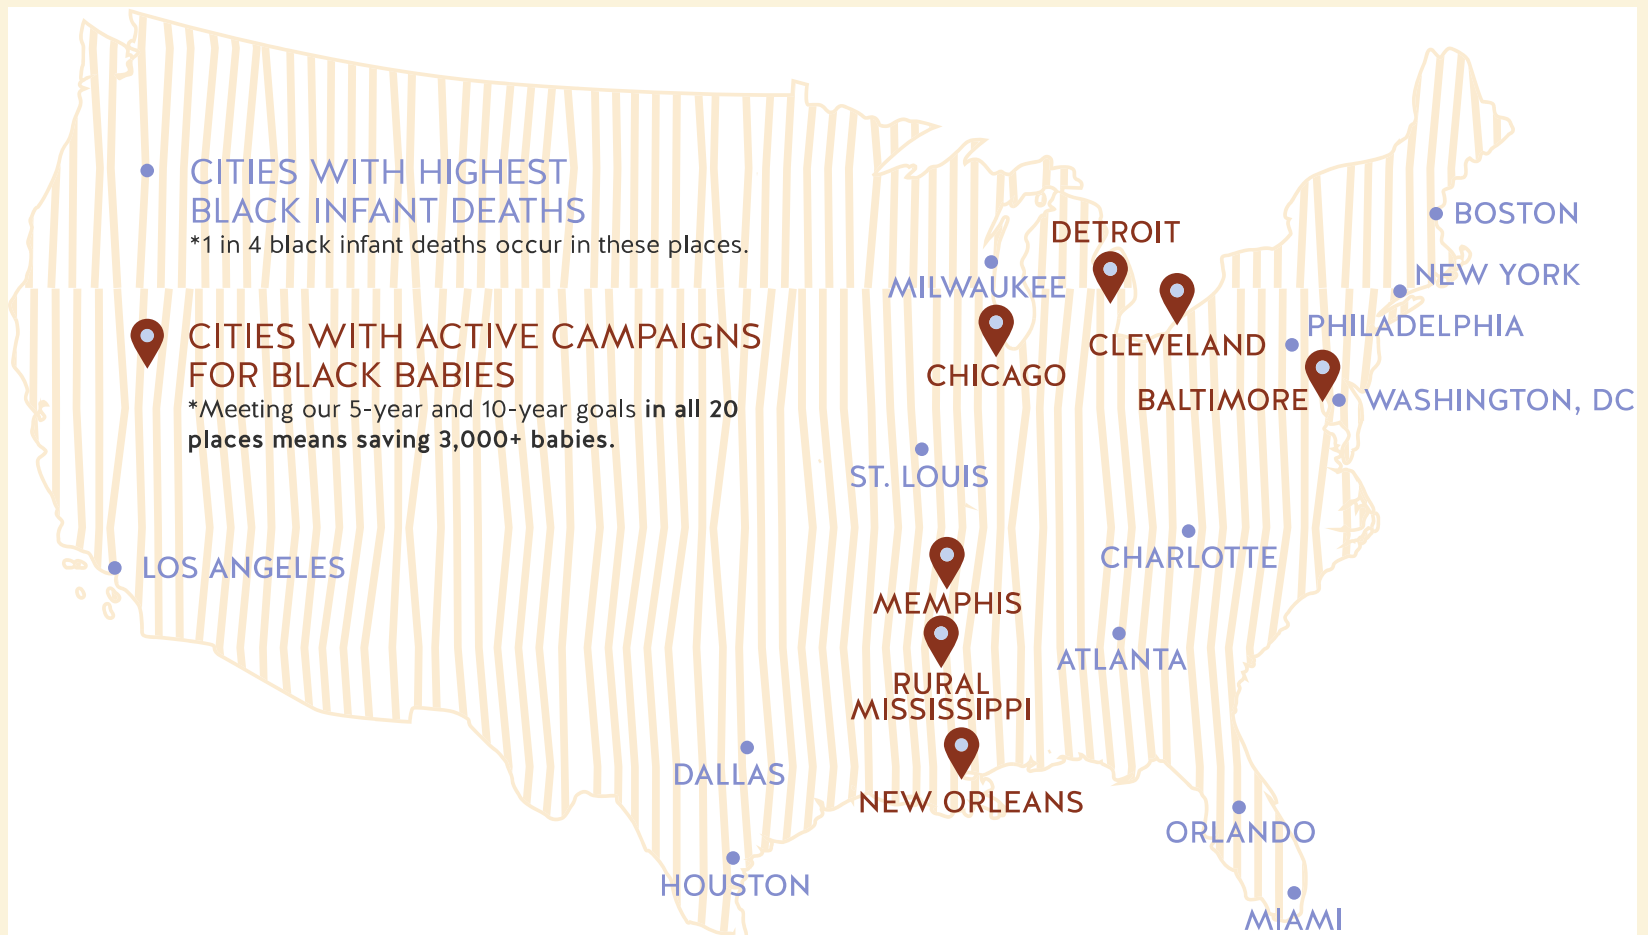 CITIES WITH HIGHEST
BLACK INFANT DEATHS
*1 in 4 black infant deaths occur in these places.
CITIES WITH ACTIVE CAMPAIGNS
FOR BLACK BABIES
*Meeting our 5-year and 10-year goals in all 20
places means saving 3,000+ babies.
BOSTON
DETROIT
NEW YORK
MILWAUKEE
PHILADELPHIA
CLEVELAND
CHICAGO
BALTIMORE
WASHINGTON, DC
ST. LOUIS
CHARLOTTE
LOS ANGELES
MEMPHIS
ATLANTA
RURAL
MISSISSIPPI
DALLAS
NEW ORLEANS
ORLANDO
HOUSTON
MIAMI